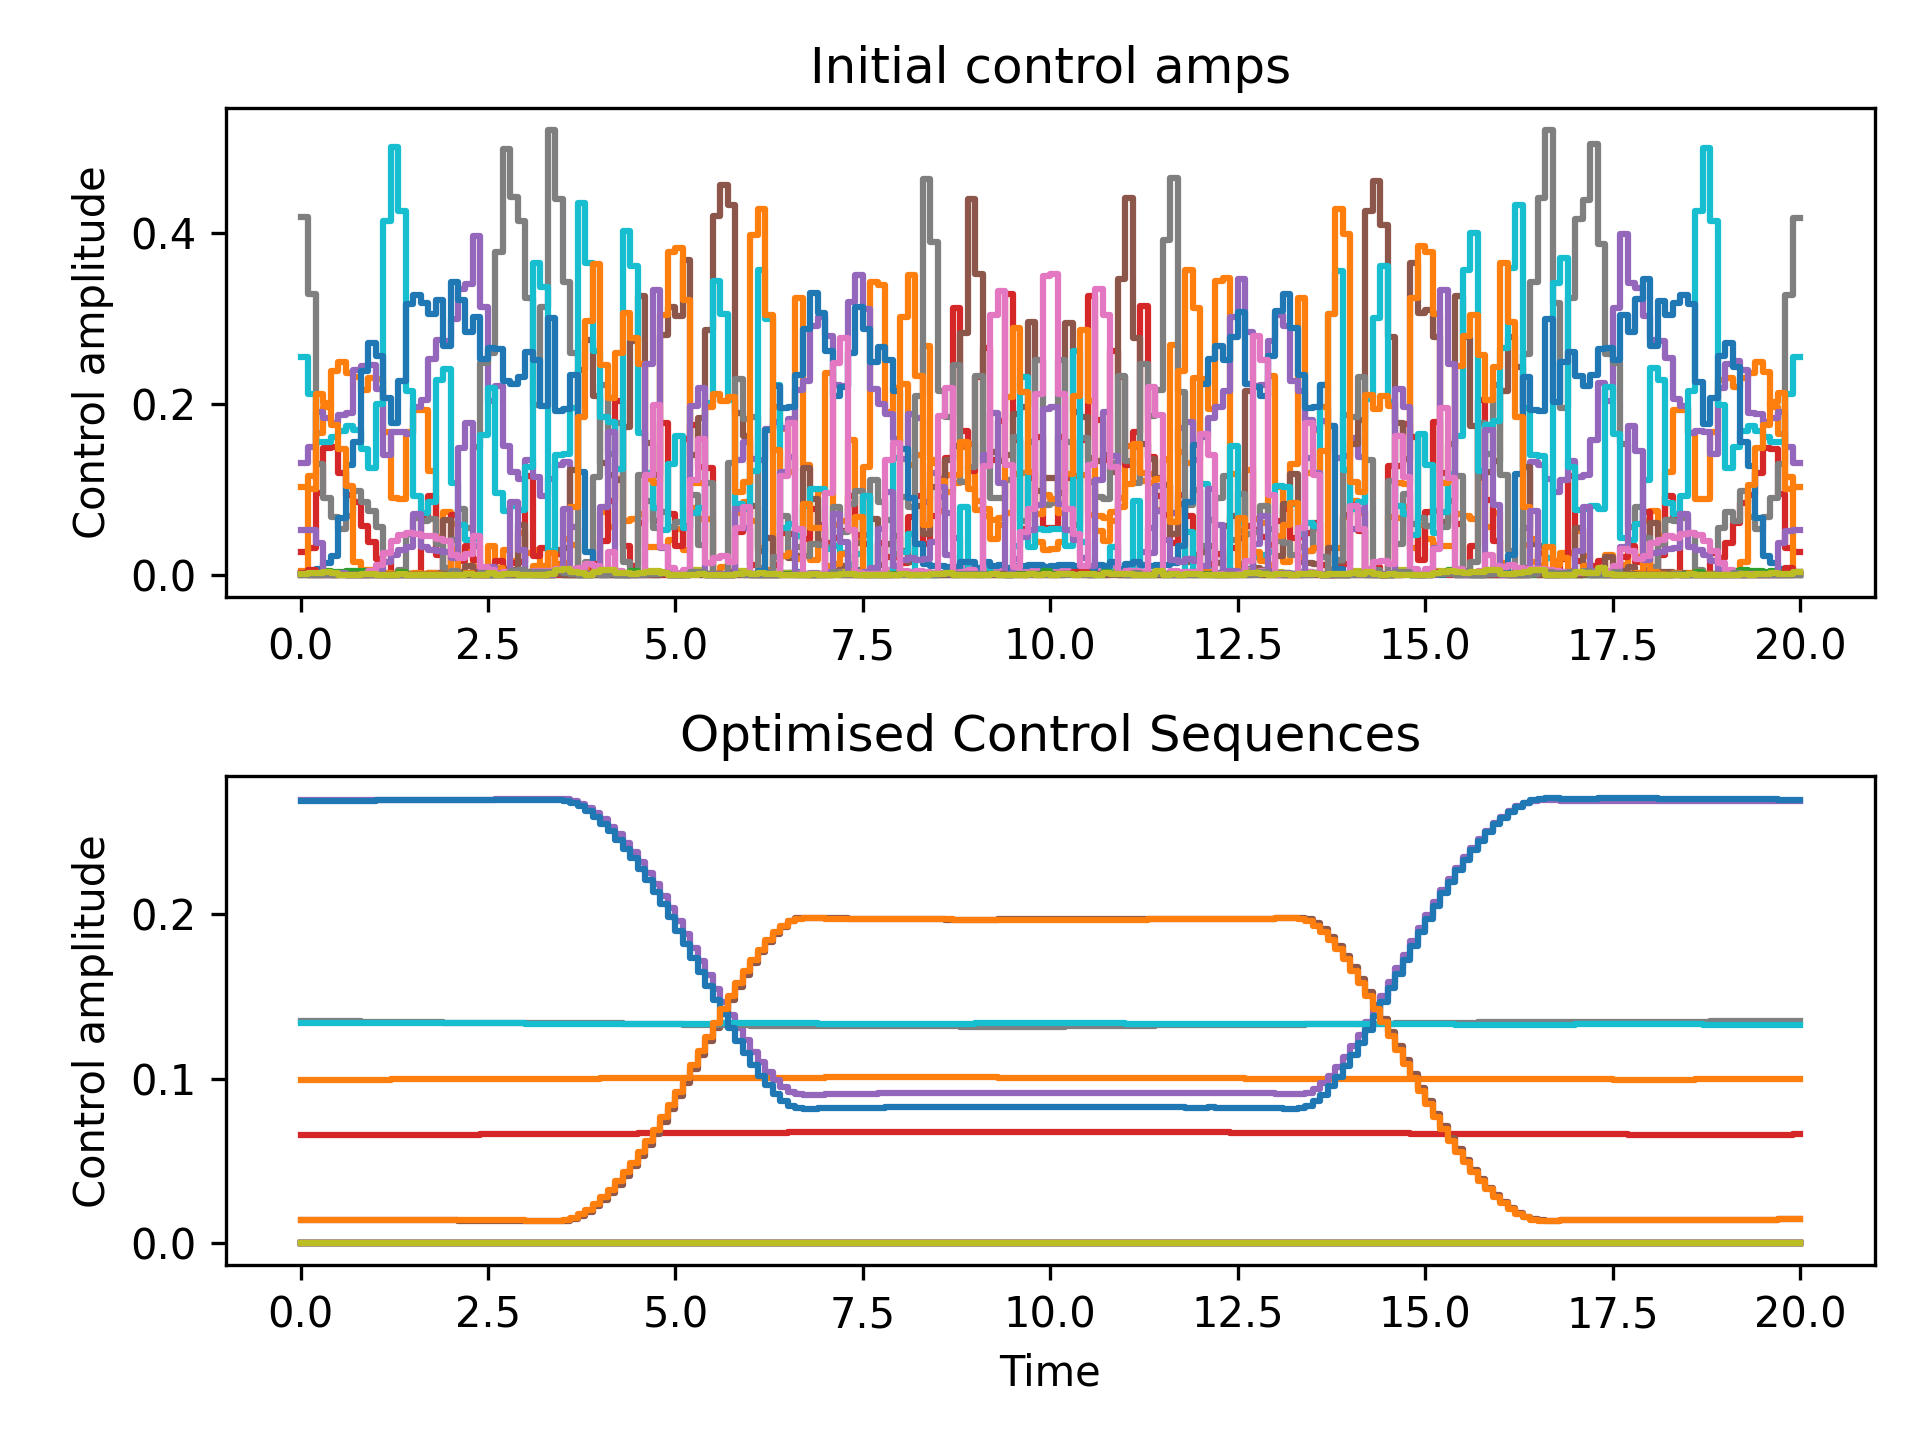 Initial control amps
Control amplitude
0.4
0.2
0.0
0.0 2.5 5.0 7.5 10.0 12.5 15.0 17.5 20.0
Optimised Control Sequences
Control amplitude
0.2
0.1
0.0
0.0 2.5 5.0 7.5 10.0 12.5 15.0 17.5 20.0
Time